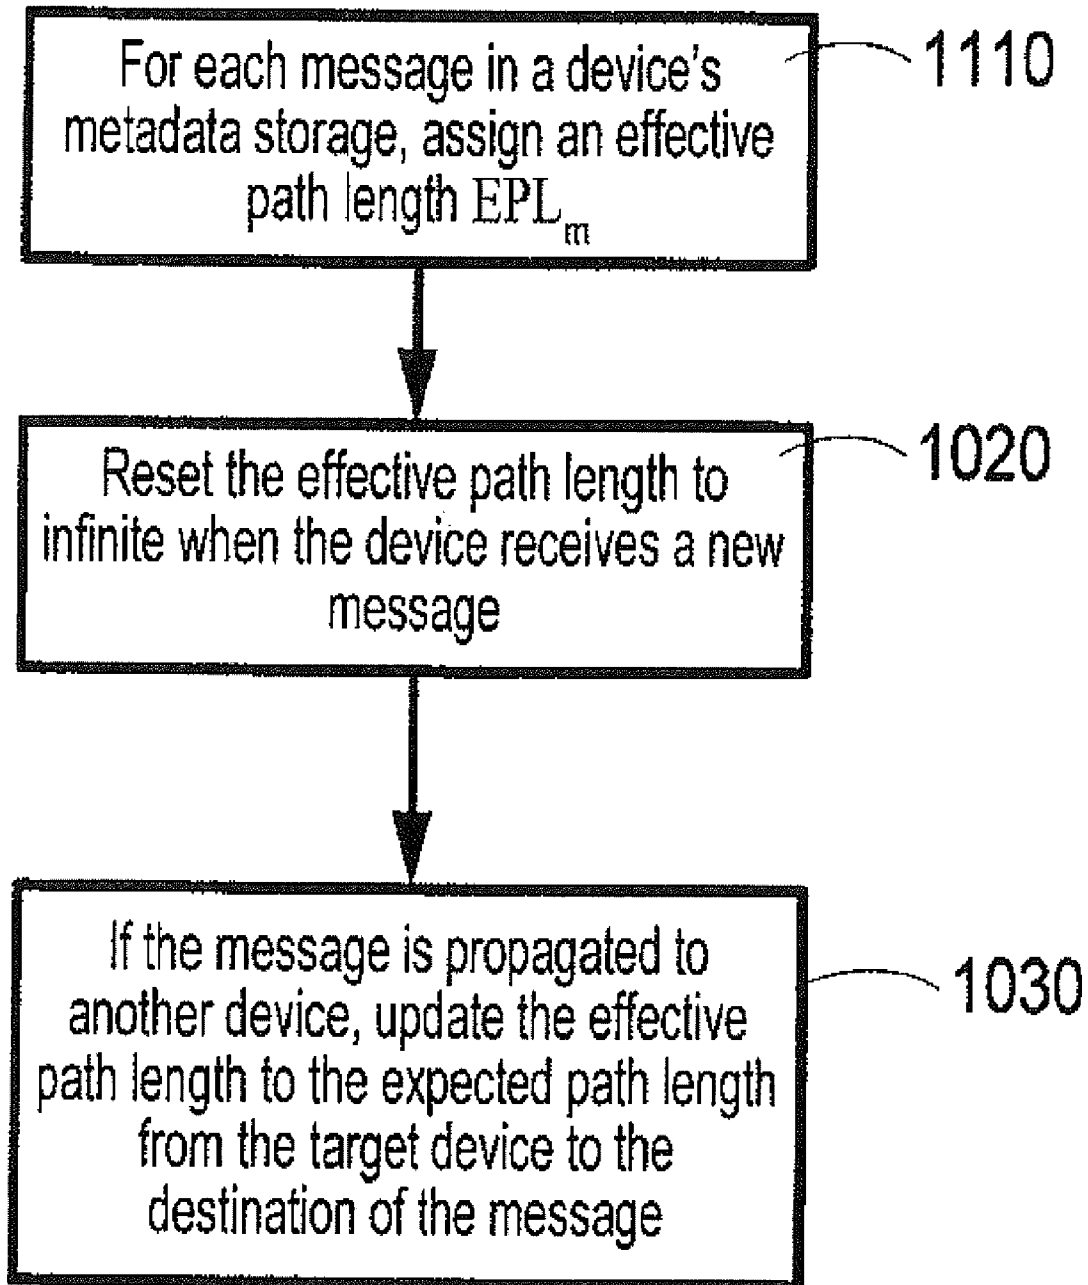 For each message in a device's
1110
metadata storage, assign an effective
path length EPLm
Reset the effective path length to
1020
infinite when the device receives a new
message
If the message is propagated to
another device, update the effective
1030
path length to the expected path length
from the target device to the
destination of the message